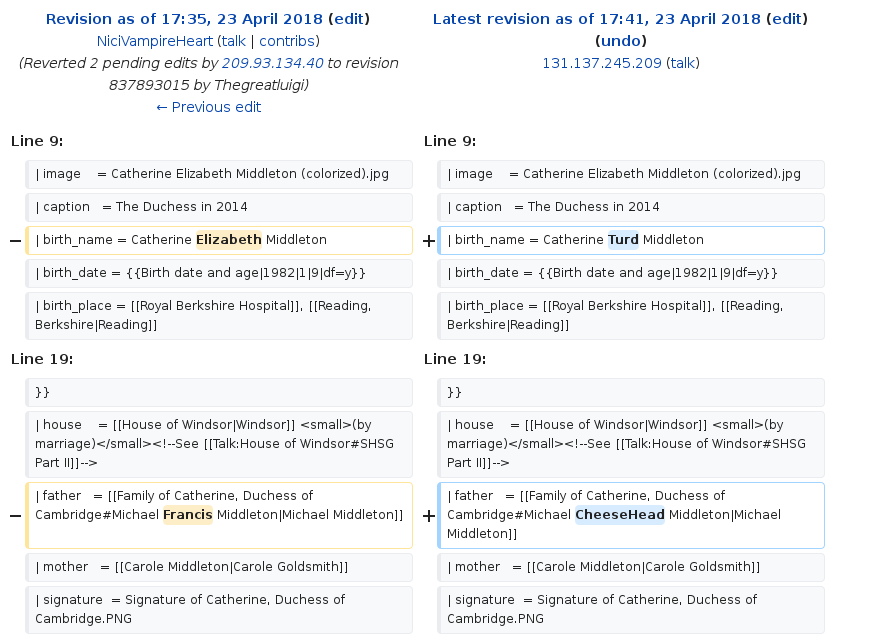 Revision as of 17:35, 23 April 2018 (edit)
NiciVampireHeart (talk | contribs)
(Reverted 2 pending edits by 209.93.134.40 to revision
837893015 by Thegreatluigi)
← Previous edit
Latest revision as of 17:41, 23 April 2018 (edit)
(undo)
131.137.245.209 (talk)
Line 9:
Line 9:
| image    = Catherine Elizabeth Middleton (colorized).jpg
| image    = Catherine Elizabeth Middleton (colorized).jpg
| caption   = The Duchess in 2014
| caption   = The Duchess in 2014
− | birth_name = Catherine Elizabeth Middleton
+ | birth_name = Catherine Turd Middleton
| birth_date = {{Birth date and age|1982|1|9|df=y}}
| birth_date = {{Birth date and age|1982|1|9|df=y}}
| birth_place = [[Royal Berkshire Hospital]], [[Reading,
Berkshire|Reading]]
| birth_place = [[Royal Berkshire Hospital]], [[Reading,
Berkshire|Reading]]
Line 19:
Line 19:
}}
}}
| house    = [[House of Windsor|Windsor]] <small>(by
marriage)</small><!--See [[Talk:House of Windsor#SHSG
Part II]]-->
| house    = [[House of Windsor|Windsor]] <small>(by
marriage)</small><!--See [[Talk:House of Windsor#SHSG
Part II]]-->
− | father   = [[Family of Catherine, Duchess of
Cambridge#Michael Francis Middleton|Michael Middleton]]
+ | father   = [[Family of Catherine, Duchess of
Cambridge#Michael CheeseHead Middleton|Michael
Middleton]]
| mother   = [[Carole Middleton|Carole Goldsmith]]
| mother   = [[Carole Middleton|Carole Goldsmith]]
| signature  = Signature of Catherine, Duchess of
Cambridge.PNG
| signature  = Signature of Catherine, Duchess of
Cambridge.PNG